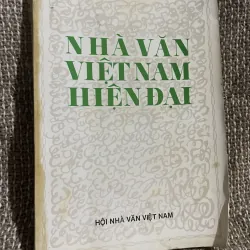 NHÀ VĂN
VIỆT NAM
HIỆN ĐẠI
HỘI NHÀ VĂN VIỆT NAM